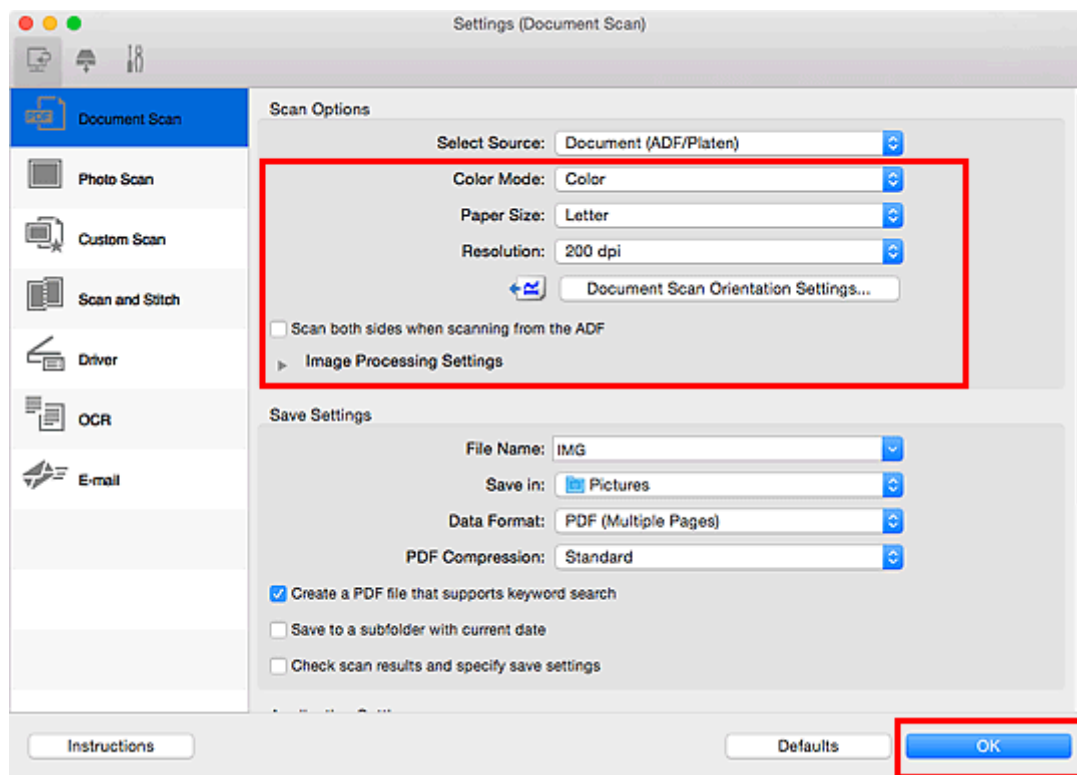 Settings (Document Scan)
Document Scan
Photo Scan
Custom Scan
Scan and Stitch
Driver
OCR
E-mail
Scan Options
Select Source: Document (ADF/Platen)
Color Mode: Color
Paper Size: Letter
Resolution: 200 dpi
Document Scan Orientation Settings...
Scan both sides when scanning from the ADF
Image Processing Settings
Save Settings
File Name: IMG
Save in: Pictures
Data Format: PDF (Multiple Pages)
PDF Compression: Standard
Create a PDF file that supports keyword search
Save to a subfolder with current date
Check scan results and specify save settings
Instructions
Defaults
OK